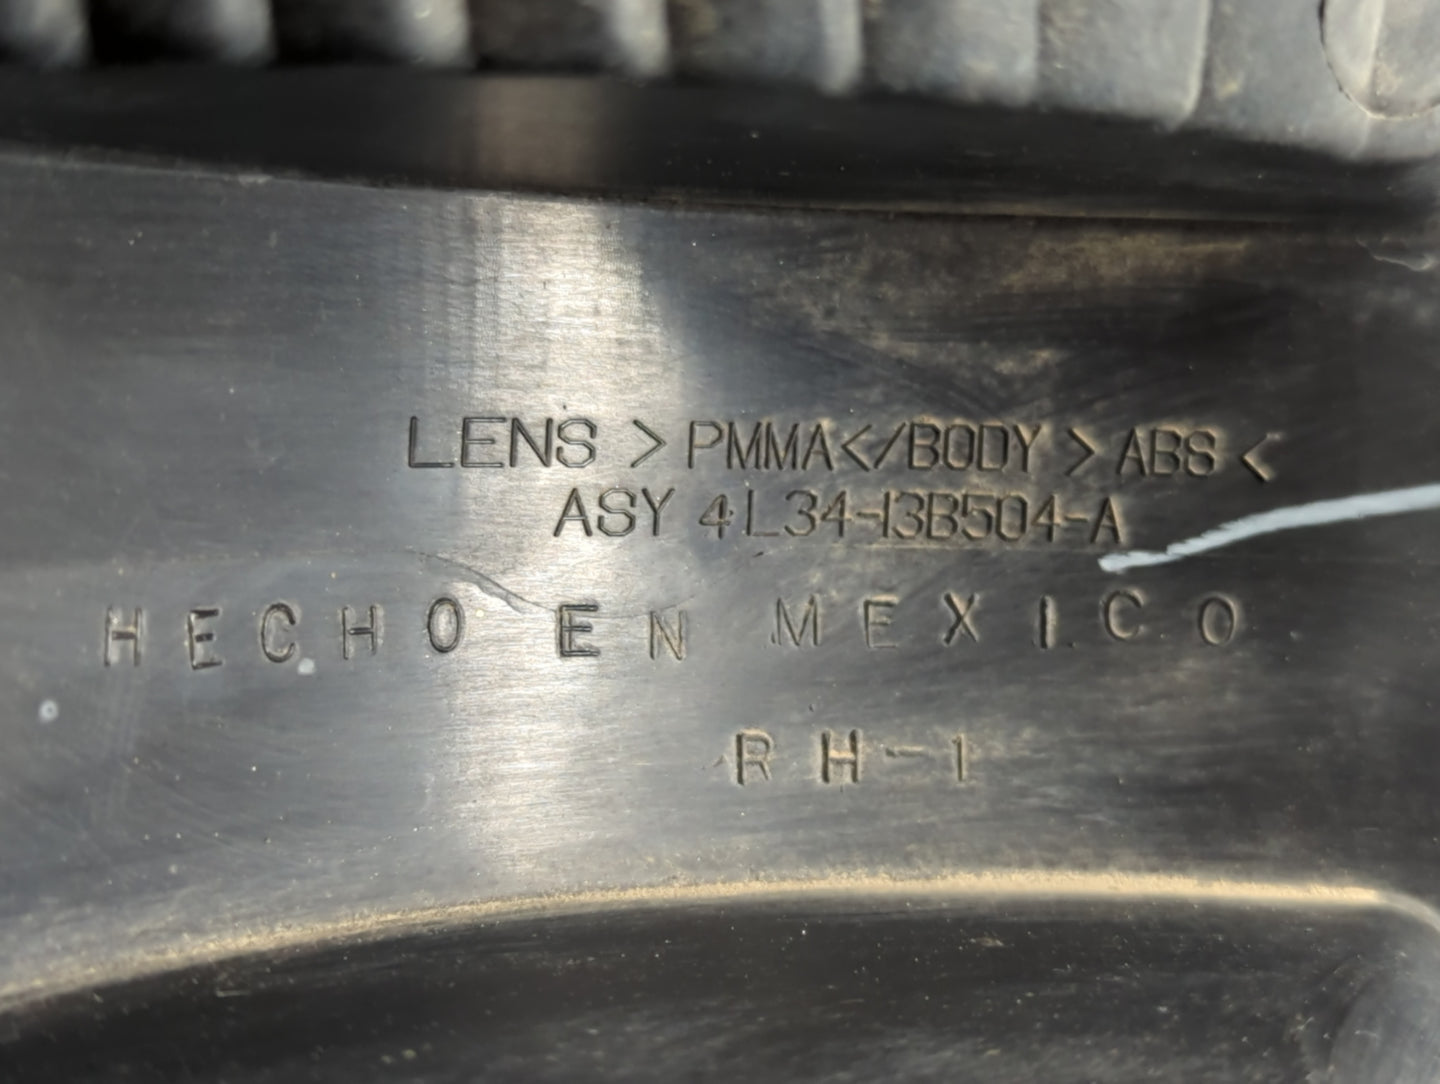 LENS >PMMA</BODY >ABS<
ASY 4L34-13B504-A
HECHO EN MEXICO
RH-1